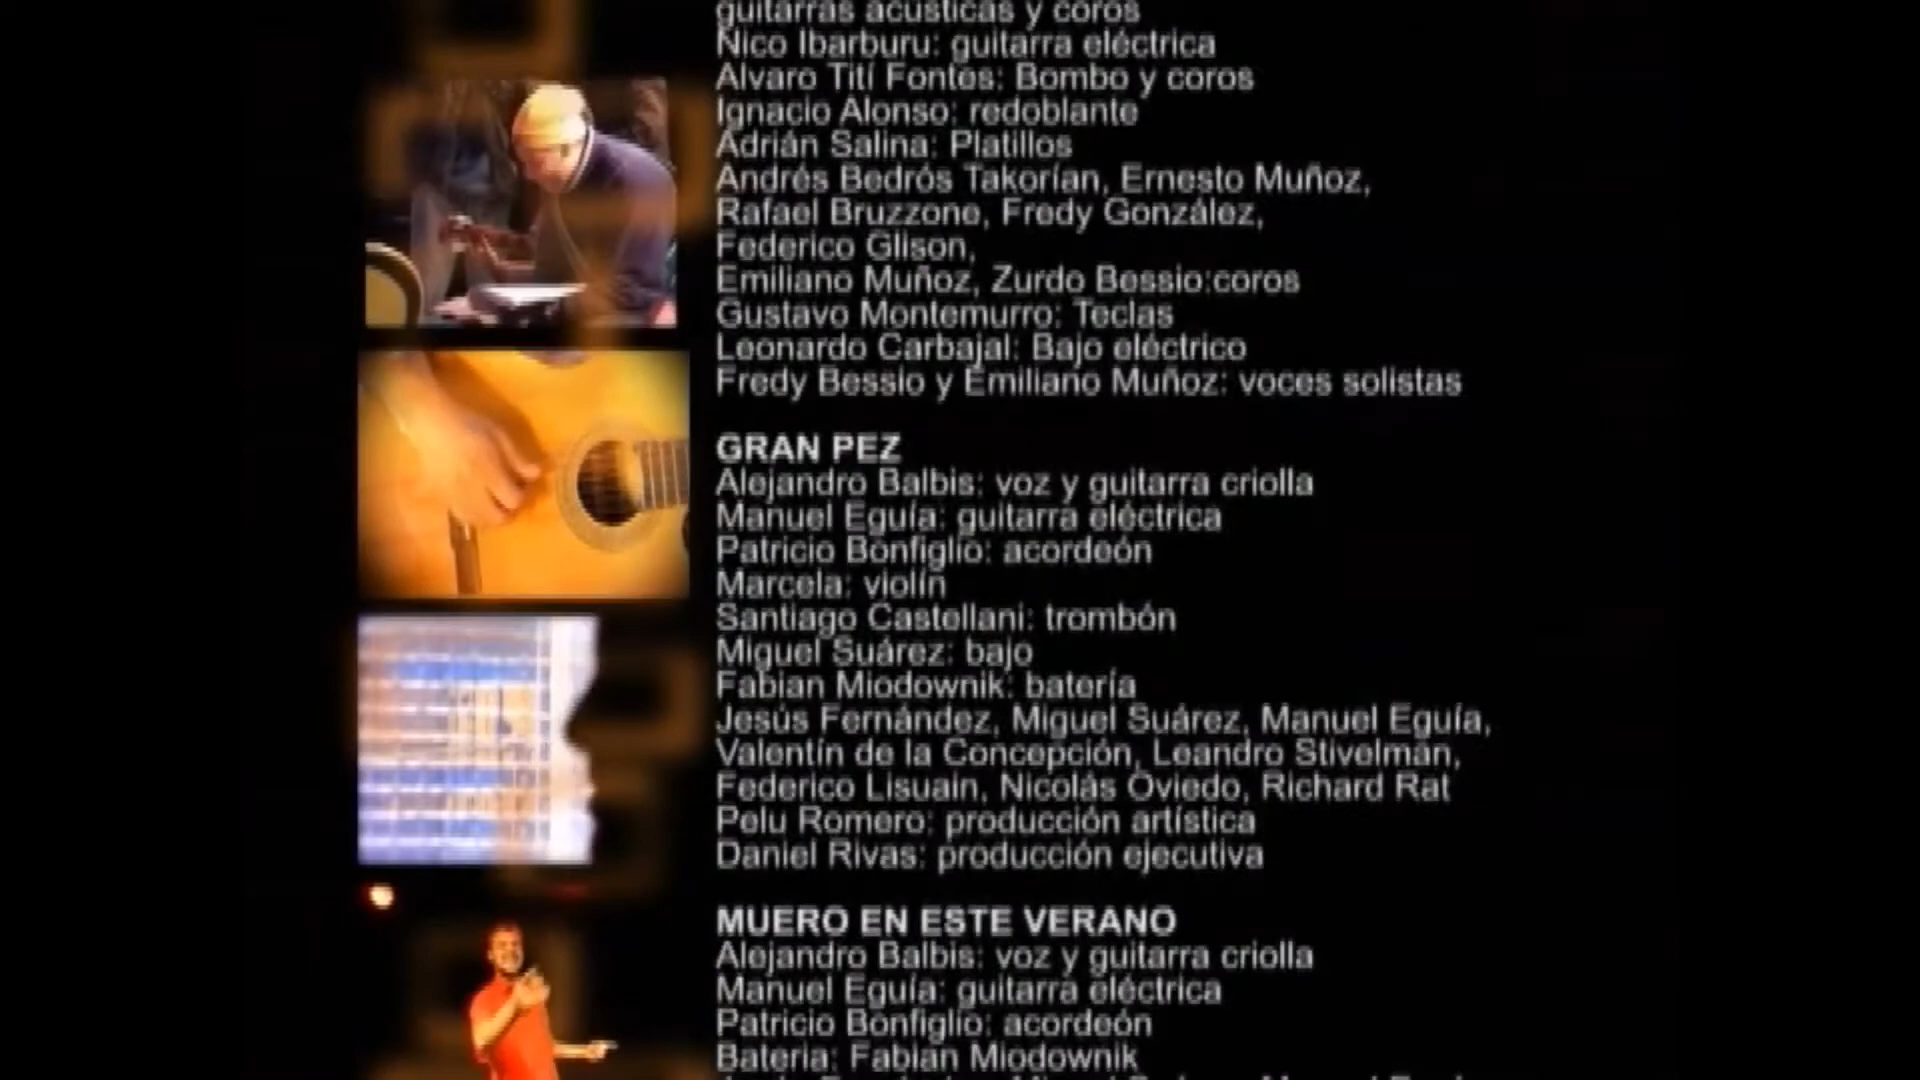 guitarras acústicas y coros
Nico Ibarburu: guitarra eléctrica
Alvaro Tití Fontes: Bombo y coros
Ignacio Alonso: redoblante
Adrián Salina: Platillos
Andrés Bedrós Takorían, Ernesto Muñoz,
Rafael Bruzzone, Fredy González,
Federico Glison,
Emiliano Muñoz, Zurdo Bessio:coros
Gustavo Montemurro: Teclas
Leonardo Carbajal: Bajo eléctrico
Fredy Bessio y Emiliano Muñoz: voces solistas
GRAN PEZ
Alejandro Balbis: voz y guitarra criolla
Manuel Eguía: guitarra eléctrica
Patricio Bonfiglio: acordeón
Marcela: violín
Santiago Castellani: trombón
Miguel Suárez: bajo
Fabian Miodownik: batería
Jesús Fernández, Miguel Suárez, Manuel Eguía,
Valentín de la Concepción, Leandro Stivelman,
Federico Lisuain, Nicolás Oviedo, Richard Rat
Pelu Romero: producción artística
Daniel Rivas: producción ejecutiva
MUERO EN ESTE VERANO
Alejandro Balbis: voz y guitarra criolla
Manuel Eguía: guitarra eléctrica
Patricio Bonfiglio: acordeón
Bateria: Fabian Miodownik